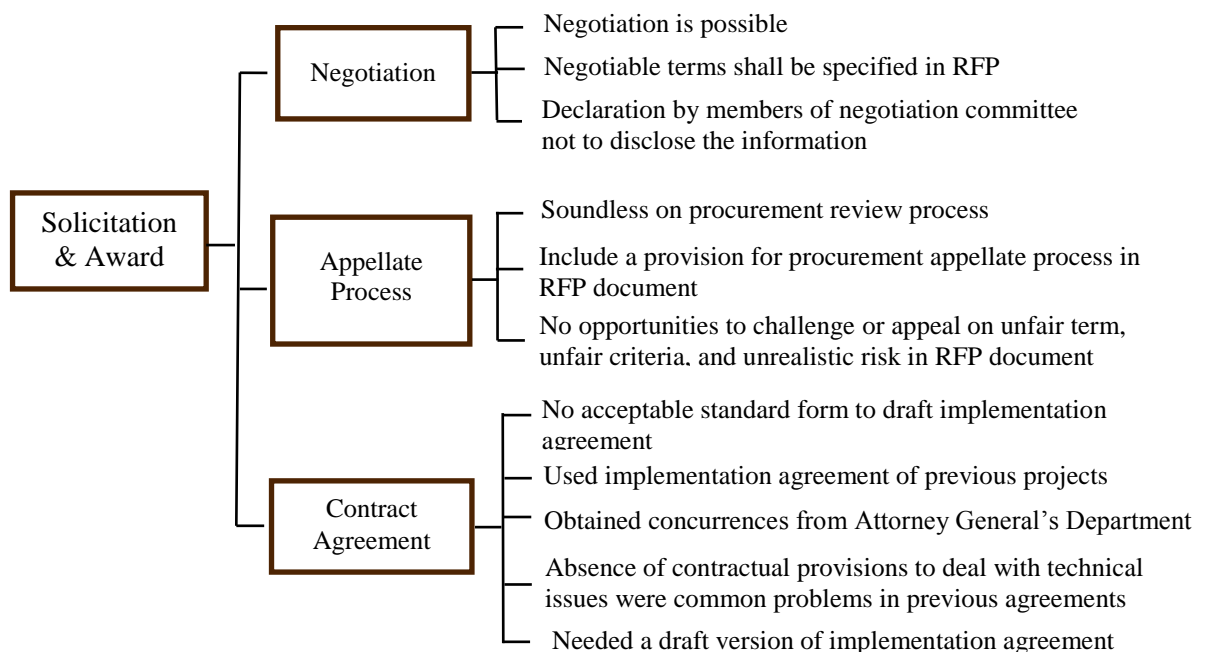 Solicitation
& Award
Negotiation
Negotiation is possible
Negotiable terms shall be specified in RFP
Declaration by members of negotiation committee
not to disclose the information
Appellate
Process
Soundless on procurement review process
Include a provision for procurement appellate process in
RFP document
No opportunities to challenge or appeal on unfair term,
unfair criteria, and unrealistic risk in RFP document
Contract
Agreement
No acceptable standard form to draft implementation
agreement
Used implementation agreement of previous projects
Obtained concurrences from Attorney General’s Department
Absence of contractual provisions to deal with technical
issues were common problems in previous agreements
Needed a draft version of implementation agreement